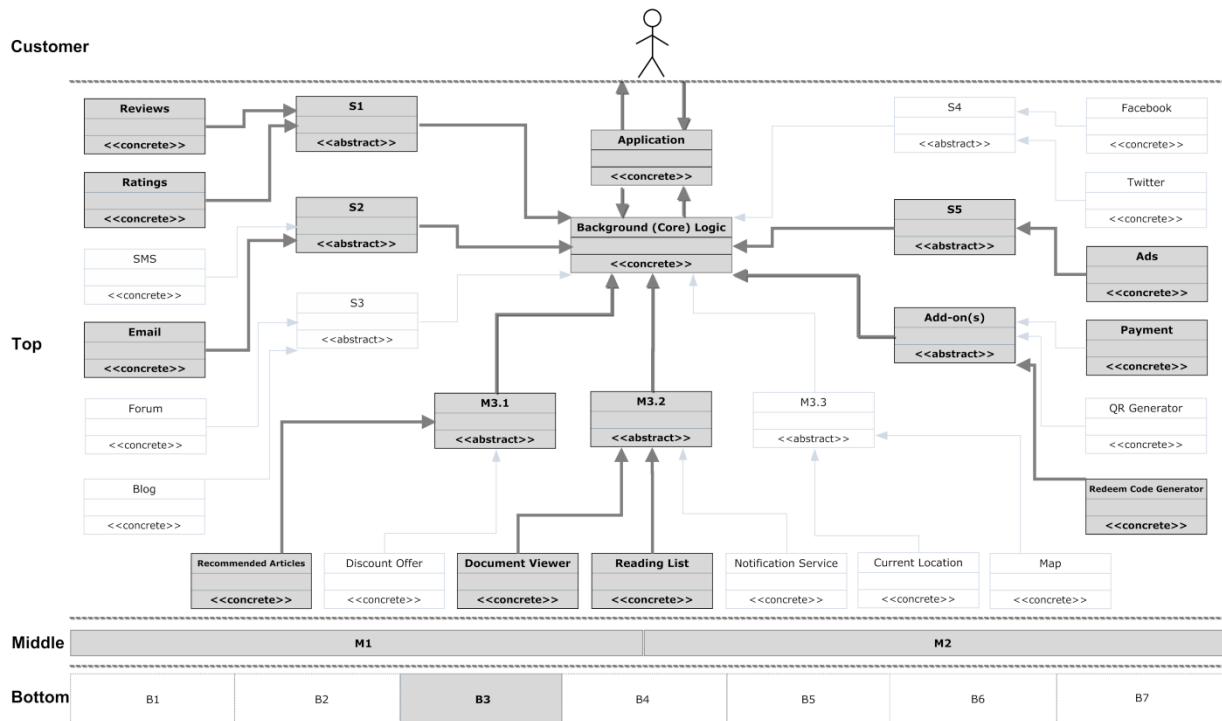 Customer
Reviews
<<concrete>>
S1
<<abstract>>
Application
<<concrete>>
S4
<<abstract>>
Facebook
<<concrete>>
Ratings
<<concrete>>
S2
<<abstract>>
Background (Core) Logic
<<concrete>>
S5
<<abstract>>
Twitter
<<concrete>>
SMS
<<concrete>>
S3
<<abstract>>
Ads
<<concrete>>
Top
Email
<<concrete>>
Add-on(s)
<<abstract>>
Payment
<<concrete>>
Forum
<<concrete>>
M3.1
<<abstract>>
M3.2
<<abstract>>
M3.3
<<abstract>>
QR Generator
<<concrete>>
Blog
<<concrete>>
Redeem Code Generator
<<concrete>>
Recommended Articles
<<concrete>>
Discount Offer
<<concrete>>
Document Viewer
<<concrete>>
Reading List
<<concrete>>
Notification Service
<<concrete>>
Current Location
<<concrete>>
Map
<<concrete>>
Middle
M1
M2
Bottom
B1
B2
B3
B4
B5
B6
B7